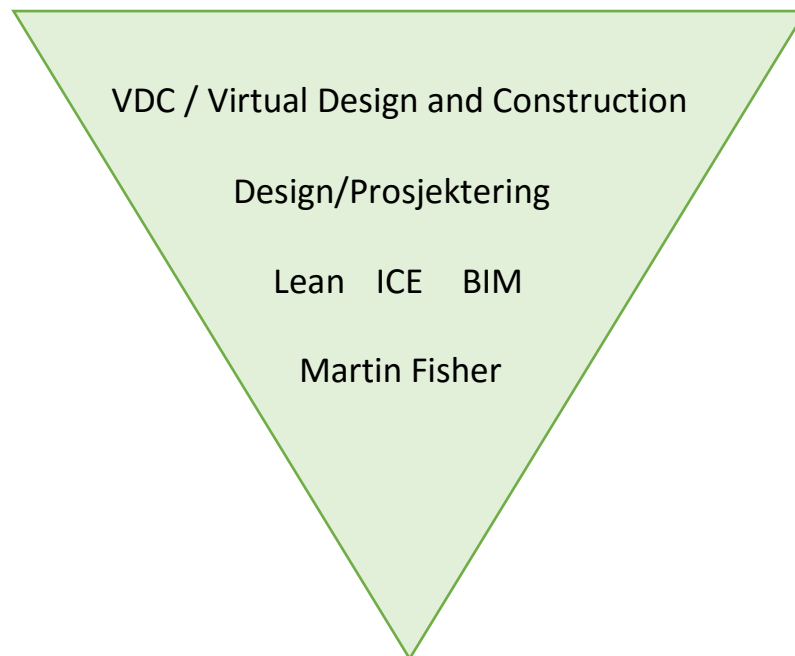 VDC / Virtual Design and Construction
Design/Prosjektering
Lean ICE BIM
Martin Fisher